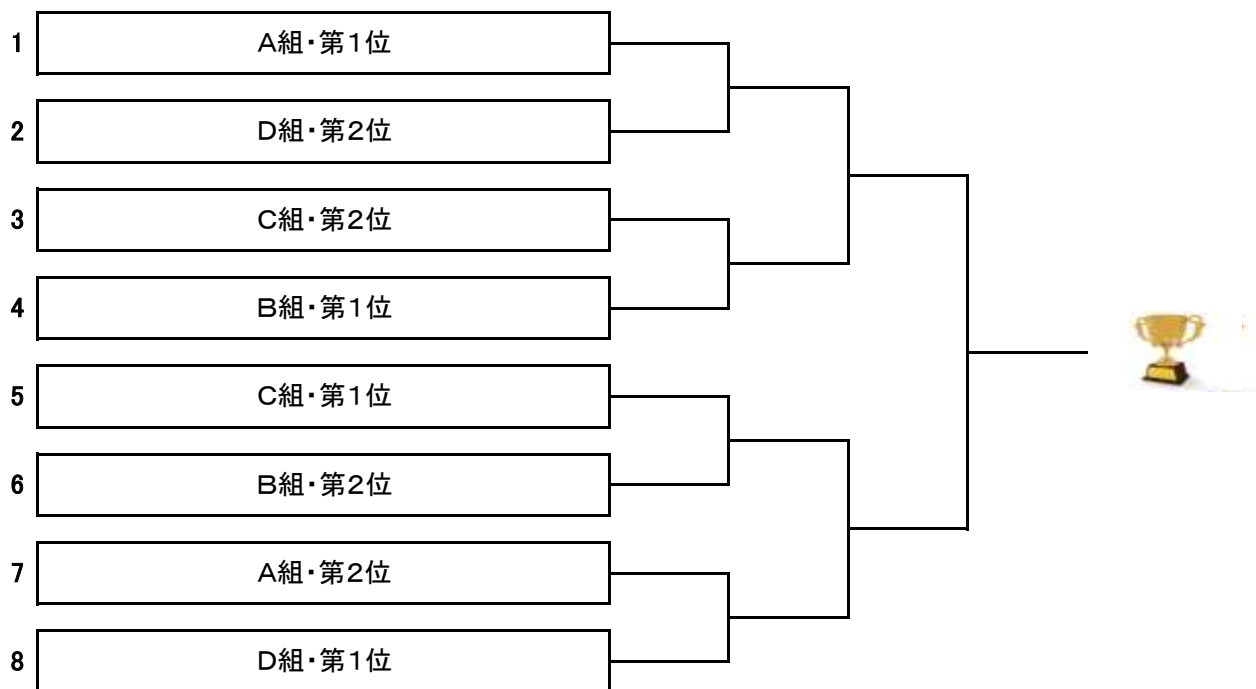 1 A組・第1位
2 D組・第2位
3 C組・第2位
4 B組・第1位
5 C組・第1位
6 B組・第2位
7 A組・第2位
8 D組・第1位